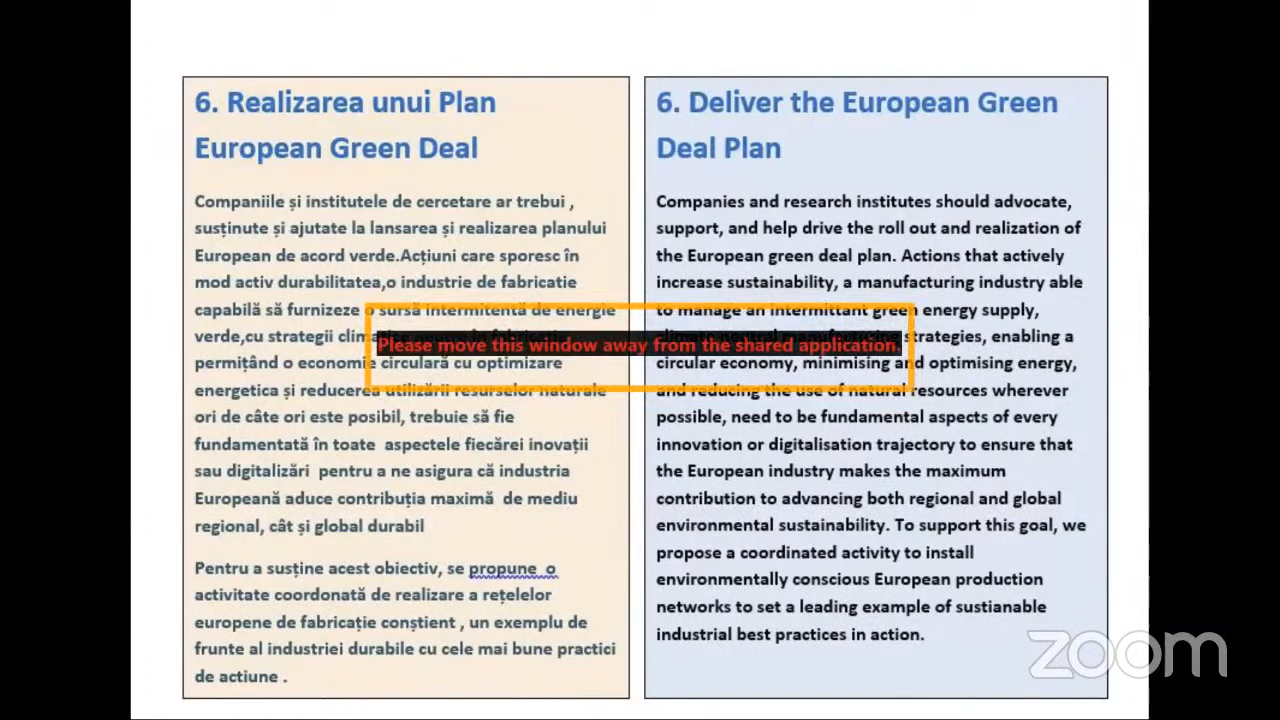 6. Realizarea unui Plan
European Green Deal
Companiile și institutele de cercetare ar trebui ,
susținute și ajutate la lansarea și realizarea planului
European de acord verde.Acțiuni care sporesc în
mod activ durabilitatea,o industrie de fabricatie
capabilă să furnizeze o sursă intermitentă de energie
verde,cu strategii
permițând o economie circulară cu optimizare
energetica și reducerea utilizării resurselor naturale
ori de câte ori este posibil, trebuie să fie
fundamentată în toate  aspectele fiecărei inovații
sau digitalizări  pentru a ne asigura că industria
Europeană aduce contribuția maximă  de mediu
regional, cât și global durabil
Pentru a susține acest obiectiv, se propune  o
activitate coordonată de realizare a rețelelor
europene de fabricație conștient , un exemplu de
frunte al industriei durabile cu cele mai bune practici
de actiune .
6. Deliver the European Green
Deal Plan
Companies and research institutes should advocate,
support, and help drive the roll out and realization of
the European green deal plan. Actions that actively
increase sustainability, a manufacturing industry able
to manage an intermittant green energy supply,
climate neutral manufacturing strategies, enabling a
circular economy, minimising and optimising energy,
and reducing the use of natural resources wherever
possible, need to be fundamental aspects of every
innovation or digitalisation trajectory to ensure that
the European industry makes the maximum
contribution to advancing both regional and global
environmental sustainability. To support this goal, we
propose a coordinated activity to install
environmentally conscious European production
networks to set a leading example of sustianable
industrial best practices in action.
Please move this window away from the shared application.
zoom